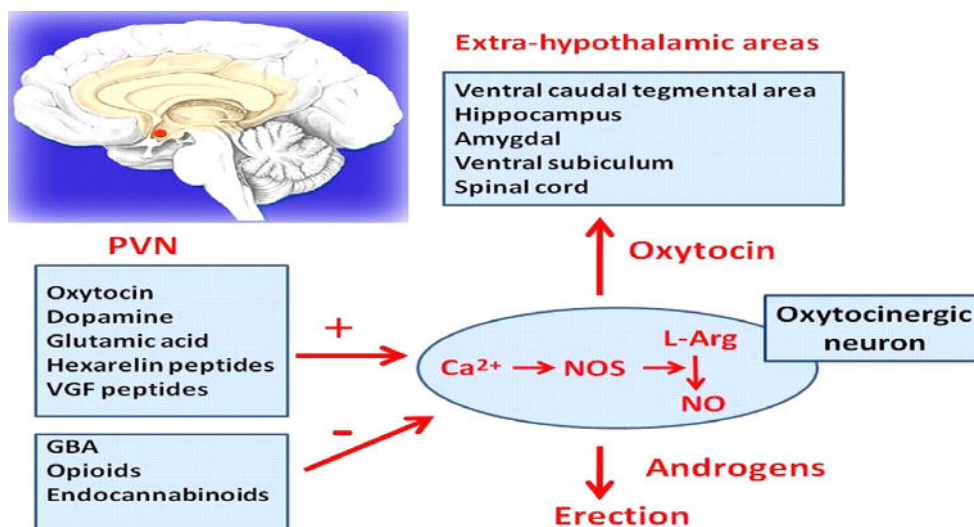 Extra-hypothalamic areas
Ventral caudal tegmental area
Hippocampus
Amygdal
Ventral subiculum
Spinal cord
PVN
Oxytocin
Dopamine
Glutamic acid
Hexarelin peptides
VGF peptides
+
Oxytocin
Oxytocinergic
neuron
L-Arg
Ca²⁺ → NOS →
NO
-
GBA
Opioids
Endocannabinoids
Androgens
Erection